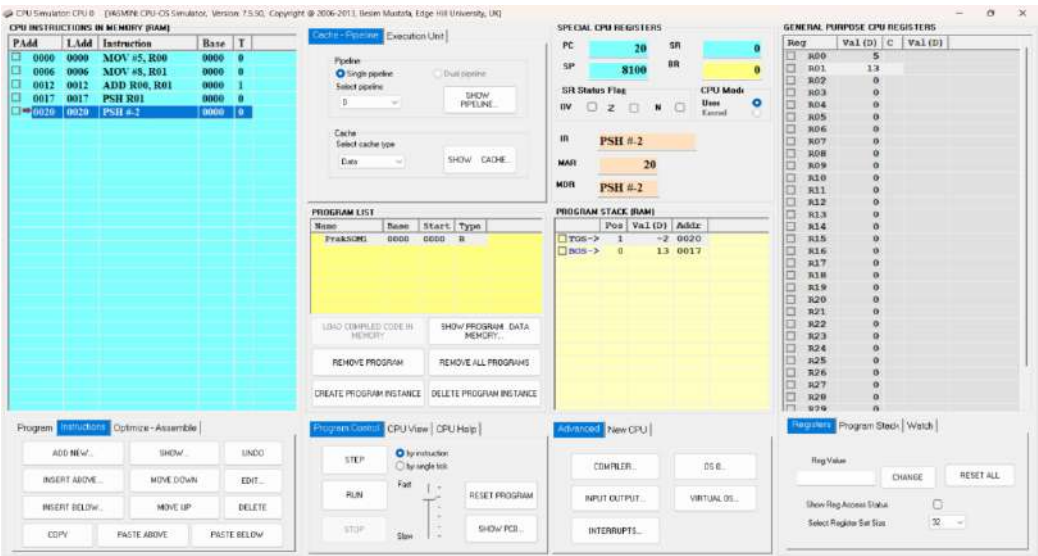 CPU Simulator: CPU 0 [YASMINE CPU-OS Simulator, Version 7.5.50, Copyright @ 2006-2013, Besim Mustafa, Edge Hill University, UK]
CPU INSTRUCTIONS IN MEMORY (RAM)
PAdd LAdd Instruction Base T
0000 0000 MOV #5, R00 0000 0
0006 0006 MOV #8, R01 0000 0
0012 0012 ADD R00, R01 0000 1
0017 0017 PSH R01 0000 0
0020 0020 PSH #-2 0000 0
Cache - Pipeline Execution Unit
Pipeline
Single pipeline Dual pipeline
Select pipeline
SHOW PIPELINE...
Cache
Select cache type
Data SHOW CACHE...
PROGRAM LIST
Name Base Start Type
PrakSOM1 0000 0000 R
LOAD COMPILED CODE IN MEMORY SHOW PROGRAM DATA MEMORY...
REMOVE PROGRAM REMOVE ALL PROGRAMS
CREATE PROGRAM INSTANCE DELETE PROGRAM INSTANCE
SPECIAL CPU REGISTERS
PC 20 SR 0
SP 8100 BR 0
SR Status Flag CPU Mode
OV Z N User
Kernel
IR PSH #-2
MAR 20
MDR PSH #-2
PROGRAM STACK (RAM)
Pos Val (D) Addr
TOS-> 1 -2 0020
BOS-> 0 13 0017
GENERAL PURPOSE CPU REGISTERS
Reg Val (D) C Val (D)
R00 5
R01 13
R02 0
R03 0
R04 0
R05 0
R06 0
R07 0
R08 0
R09 0
R10 0
R11 0
R12 0
R13 0
R14 0
R15 0
R16 0
R17 0
R18 0
R19 0
R20 0
R21 0
R22 0
R23 0
R24 0
R25 0
R26 0
R27 0
R28 0
R29 0
Program Instructions Optimize - Assemble
ADD NEW... SHOW... UNDO
INSERT ABOVE... MOVE DOWN EDIT...
INSERT BELOW... MOVE UP DELETE
COPY PASTE ABOVE PASTE BELOW
Program Control CPU View CPU Help
STEP by instruction
by single tick
RUN Fast RESET PROGRAM
STOP Slow SHOW PCB...
Advanced New CPU
COMPILER... OS 0...
INPUT OUTPUT... VIRTUAL OS...
INTERRUPTS...
Registers Program Stack Watch
Reg Value
CHANGE RESET ALL
Show Reg Access Status
Select Register Set Size 32